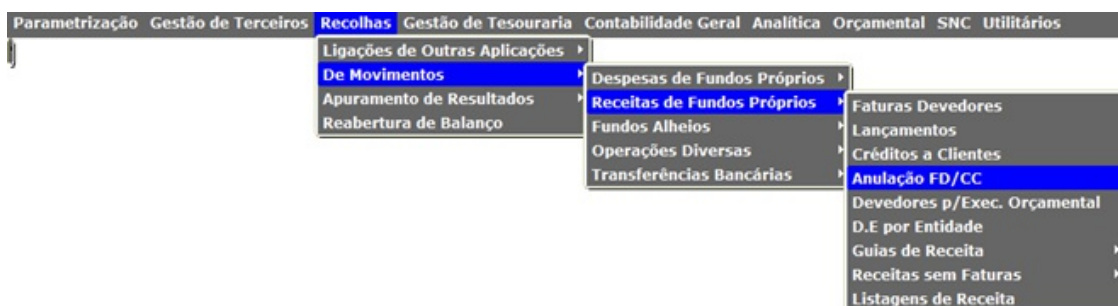 Parametrização Gestão de Terceiros Recolhas Gestão de Tesouraria Contabilidade Geral Analítica Orçamental SNC Utilitários
Ligações de Outras Aplicações
De Movimentos
Apuramento de Resultados
Reabertura de Balanço
Despesas de Fundos Próprios
Receitas de Fundos Próprios
Fundos Alheios
Operações Diversas
Transferências Bancárias
Faturas Devedores
Lançamentos
Créditos a Clientes
Anulação FD/CC
Devedores p/Exec. Orçamental
D.E por Entidade
Guias de Receita
Receitas sem Faturas
Listagens de Receita